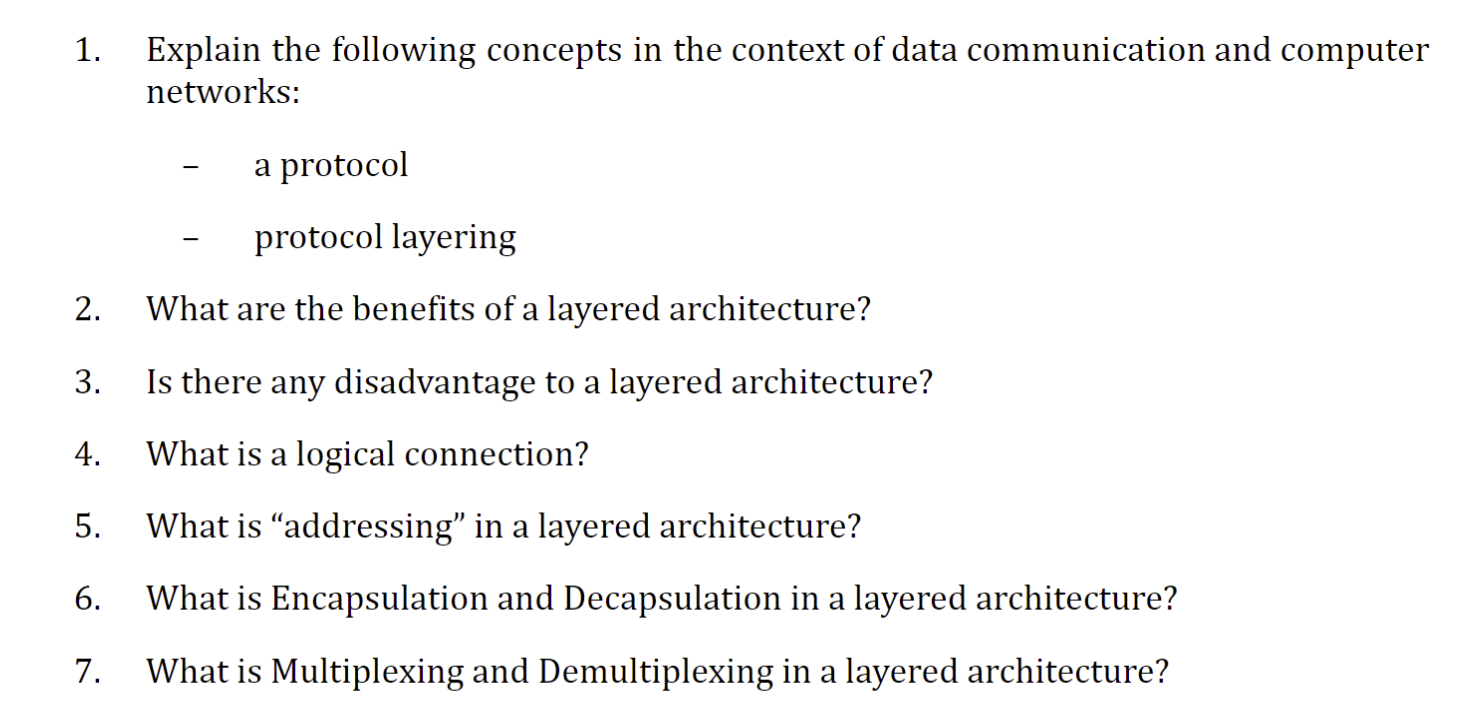 1. Explain the following concepts in the context of data communication and computer
networks:
– a protocol
– protocol layering
2. What are the benefits of a layered architecture?
3. Is there any disadvantage to a layered architecture?
4. What is a logical connection?
5. What is “addressing” in a layered architecture?
6. What is Encapsulation and Decapsulation in a layered architecture?
7. What is Multiplexing and Demultiplexing in a layered architecture?